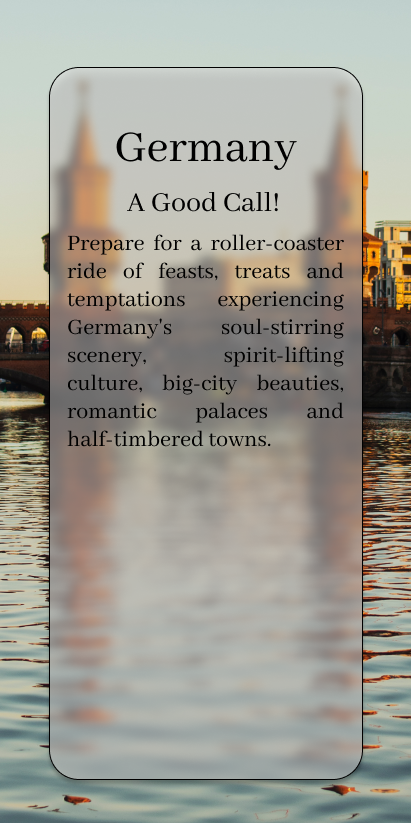 Germany
A Good Call!
Prepare for a roller-coaster
ride of feasts, treats and
temptations experiencing
Germany's soul-stirring
scenery, spirit-lifting
culture, big-city beauties,
romantic palaces and
half-timbered towns.